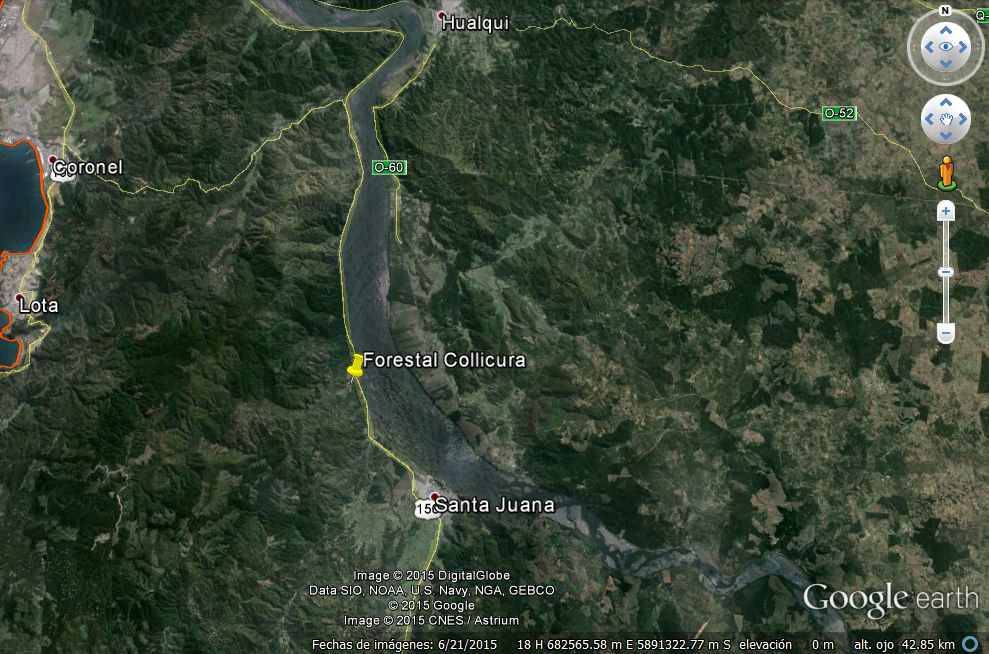 Hualqui
N
Q-
O-52
Coronel
O-60
Lota
Forestal Collicura
Santa Juana
156
Image © 2015 DigitalGlobe
Data SIO, NOAA, U.S. Navy, NGA, GEBCO
© 2015 Google
Image © 2015 CNES / Astrium
Google earth
Fechas de imágenes: 6/21/2015 18 H 682565.58 m E 5891322.77 m S elevación 0 m alt. ojo 42.85 km